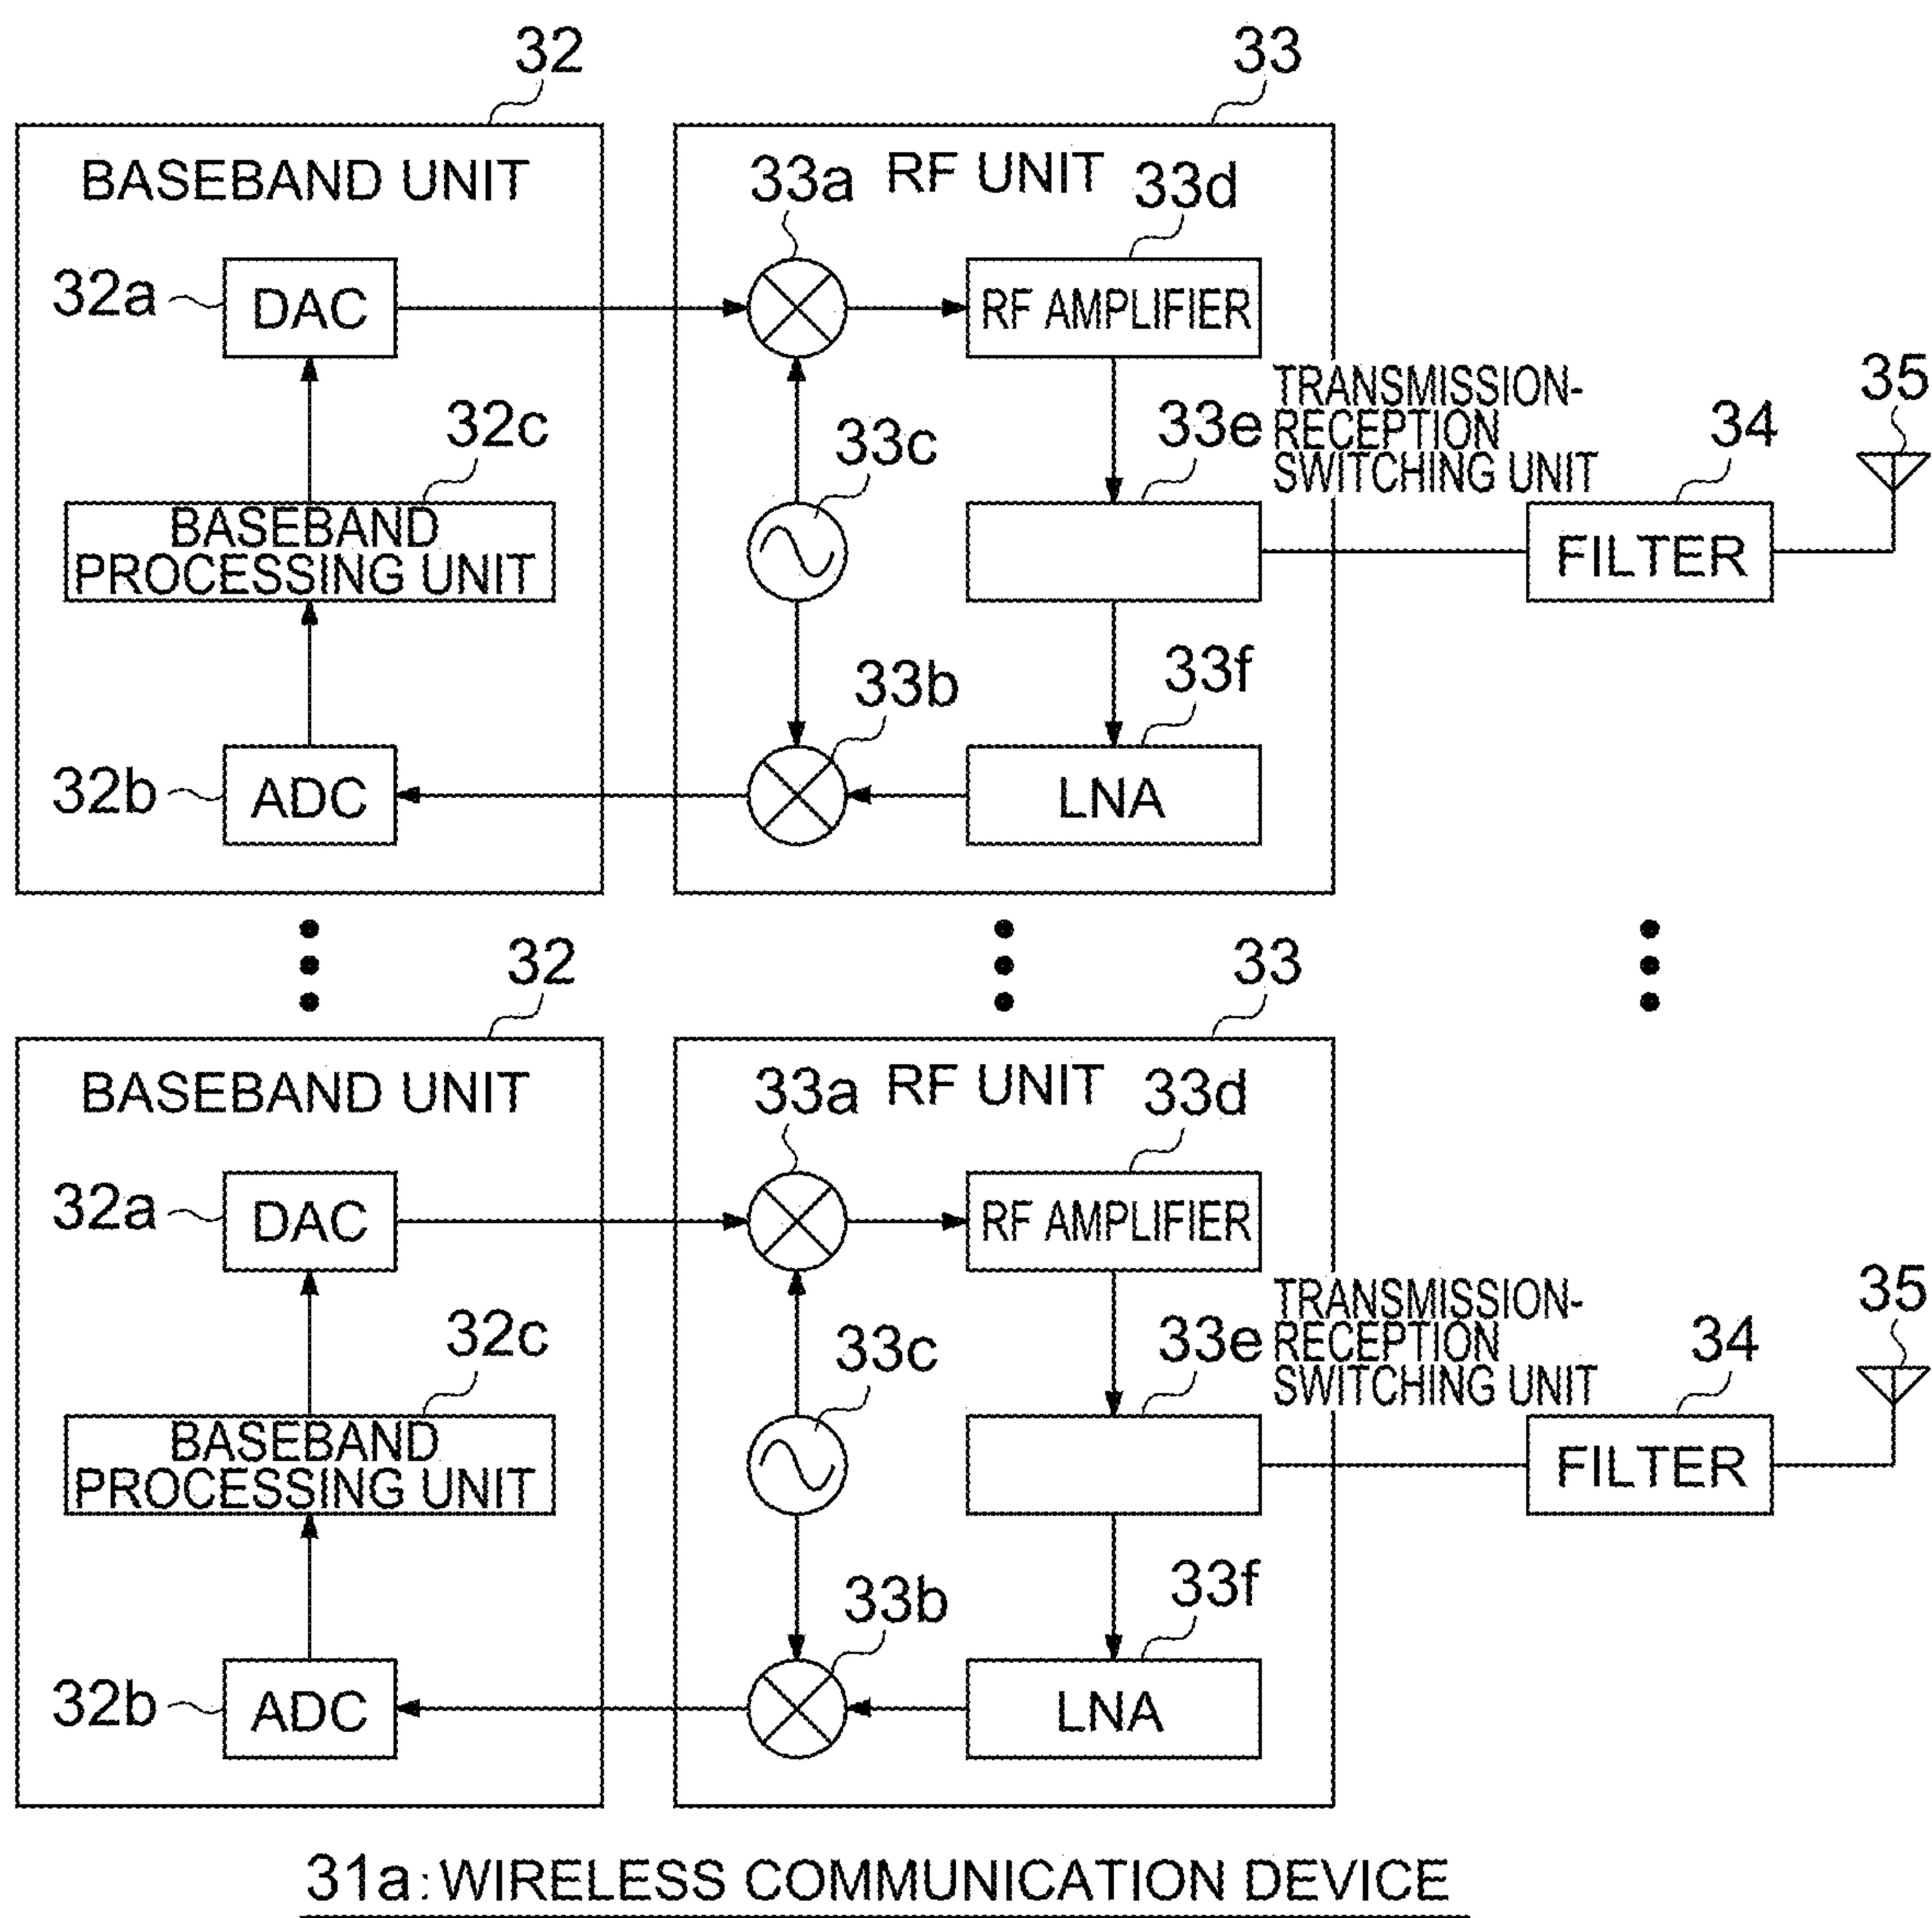 32
33
BASEBAND UNIT
RF UNIT
33a
33d
32a
DAC
RF AMPLIFIER
TRANSMISSION-
RECEPTION
SWITCHING UNIT
35
32c
33c
33e
34
BASEBAND
PROCESSING UNIT
FILTER
33b
33f
32b
ADC
LNA
32
33
BASEBAND UNIT
RF UNIT
33a
33d
32a
DAC
RF AMPLIFIER
TRANSMISSION-
RECEPTION
SWITCHING UNIT
35
32c
33c
33e
34
BASEBAND
PROCESSING UNIT
FILTER
33b
33f
32b
ADC
LNA
31a: WIRELESS COMMUNICATION DEVICE